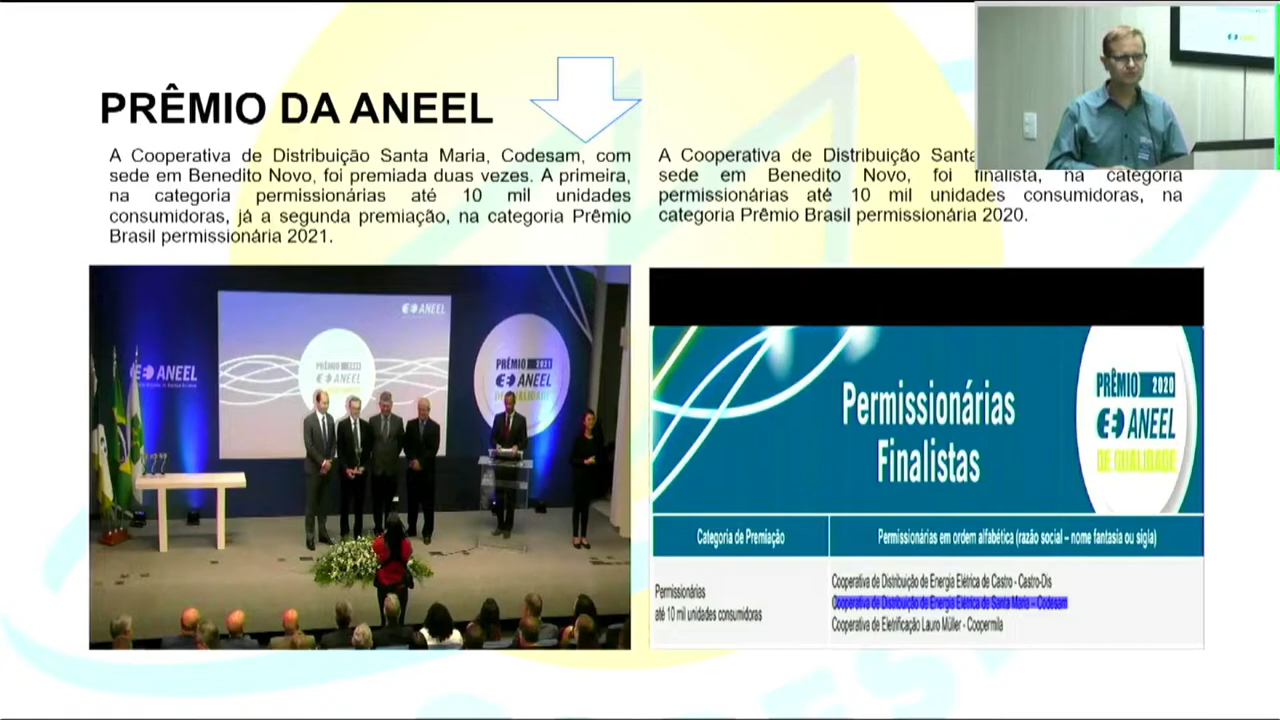 PRÊMIO DA ANEEL
A Cooperativa de Distribuição Santa Maria, Codesam, com
sede em Benedito Novo, foi premiada duas vezes. A primeira,
na categoria permissionárias até 10 mil unidades
consumidoras, já a segunda premiação, na categoria Prêmio
Brasil permissionária 2021.
A Cooperativa de Distribuição Santa
sede em Benedito Novo, foi finalista, na categoria
permissionárias até 10 mil unidades consumidoras, na
categoria Prêmio Brasil permissionária 2020.
ANEEL
ANEEL
PRÊMIO 2021
ANEEL
PRÊMIO 2021
ANEEL
DE QUALIDADE
Permissionárias
Finalistas
PRÊMIO 2020
ANEEL
DE QUALIDADE
Categoria de Premiação
Permissionárias em ordem alfabética (razão social – nome fantasia ou sigla)
Permissionárias
até 10 mil unidades consumidoras
Cooperativa de Distribuição de Energia Elétrica de Castro - Castro-Dis
Cooperativa de Distribuição de Energia Elétrica de Santa Maria – Codesam
Cooperativa de Eletrificação Lauro Müller - Coopermila